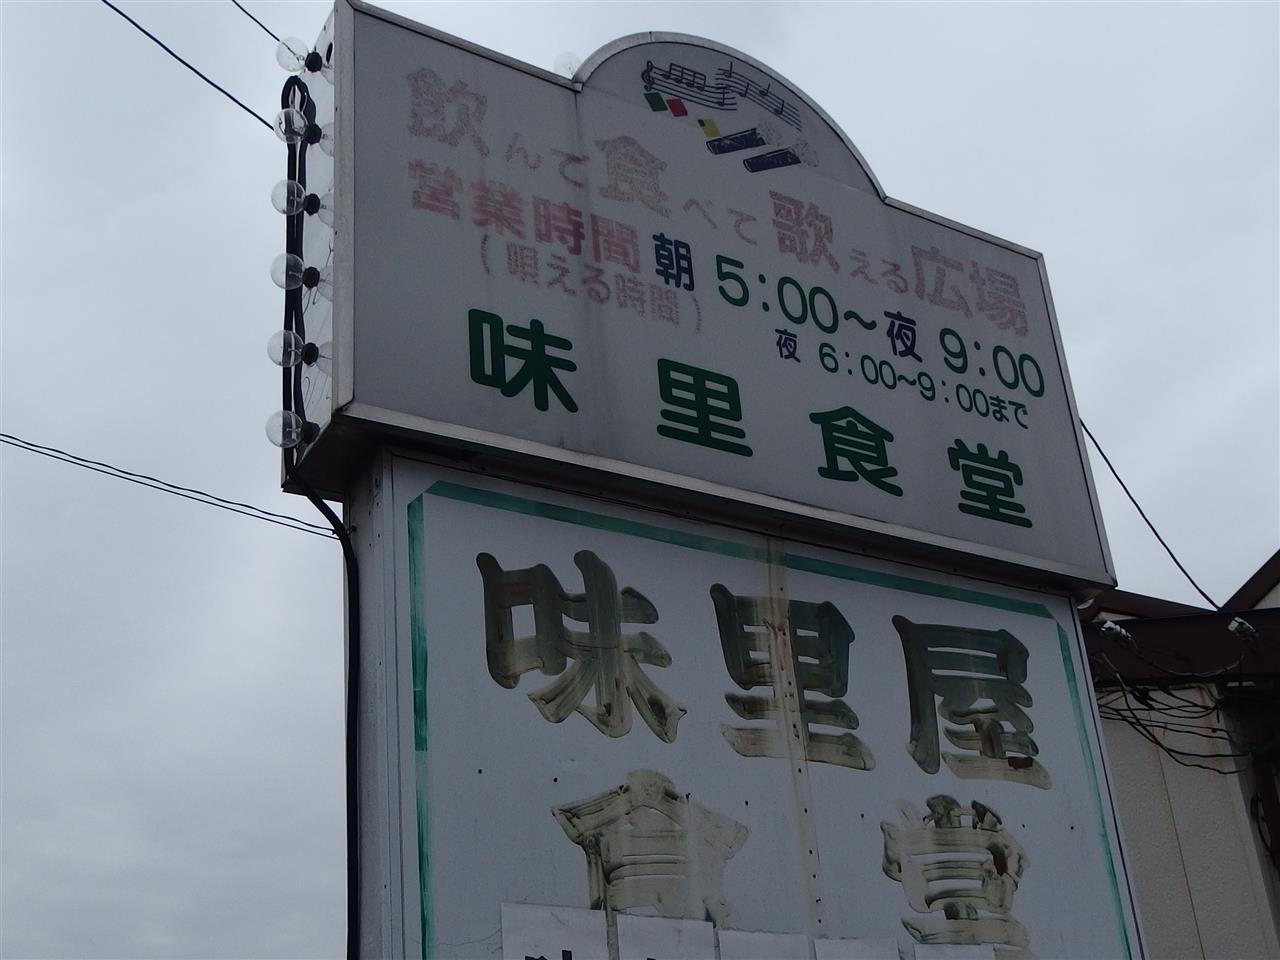 飲んで食べて歌える広場
営業時間 朝 5:00～夜 9:00
(唄える時間) 夜 6:00～9:00まで
味里食堂
味里屋
食堂